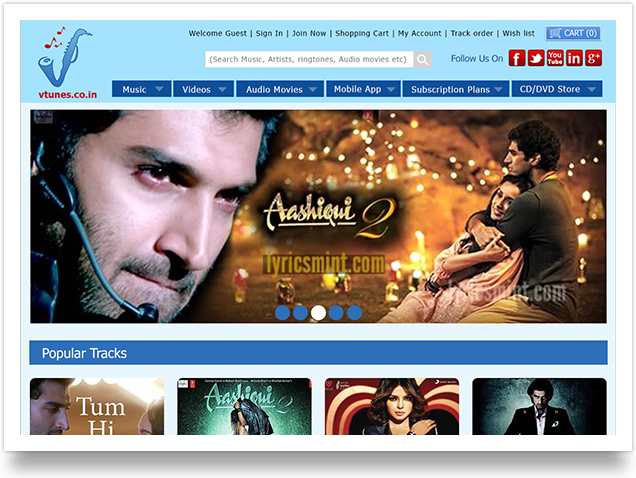 Welcome Guest | Sign In | Join Now | Shopping Cart | My Account | Track order | Wish list
CART (0)
vtunes.co.in
(Search Music, Artists, ringtones, Audio movies etc)
Follow Us On
You Tube
Music
Videos
Audio Movies
Mobile App
Subscription Plans
CD/DVD Store
Aashiqui 2
lyricsmint.com
lyricsmint.com
Popular Tracks
Tum
Hi
Aashiqui 2